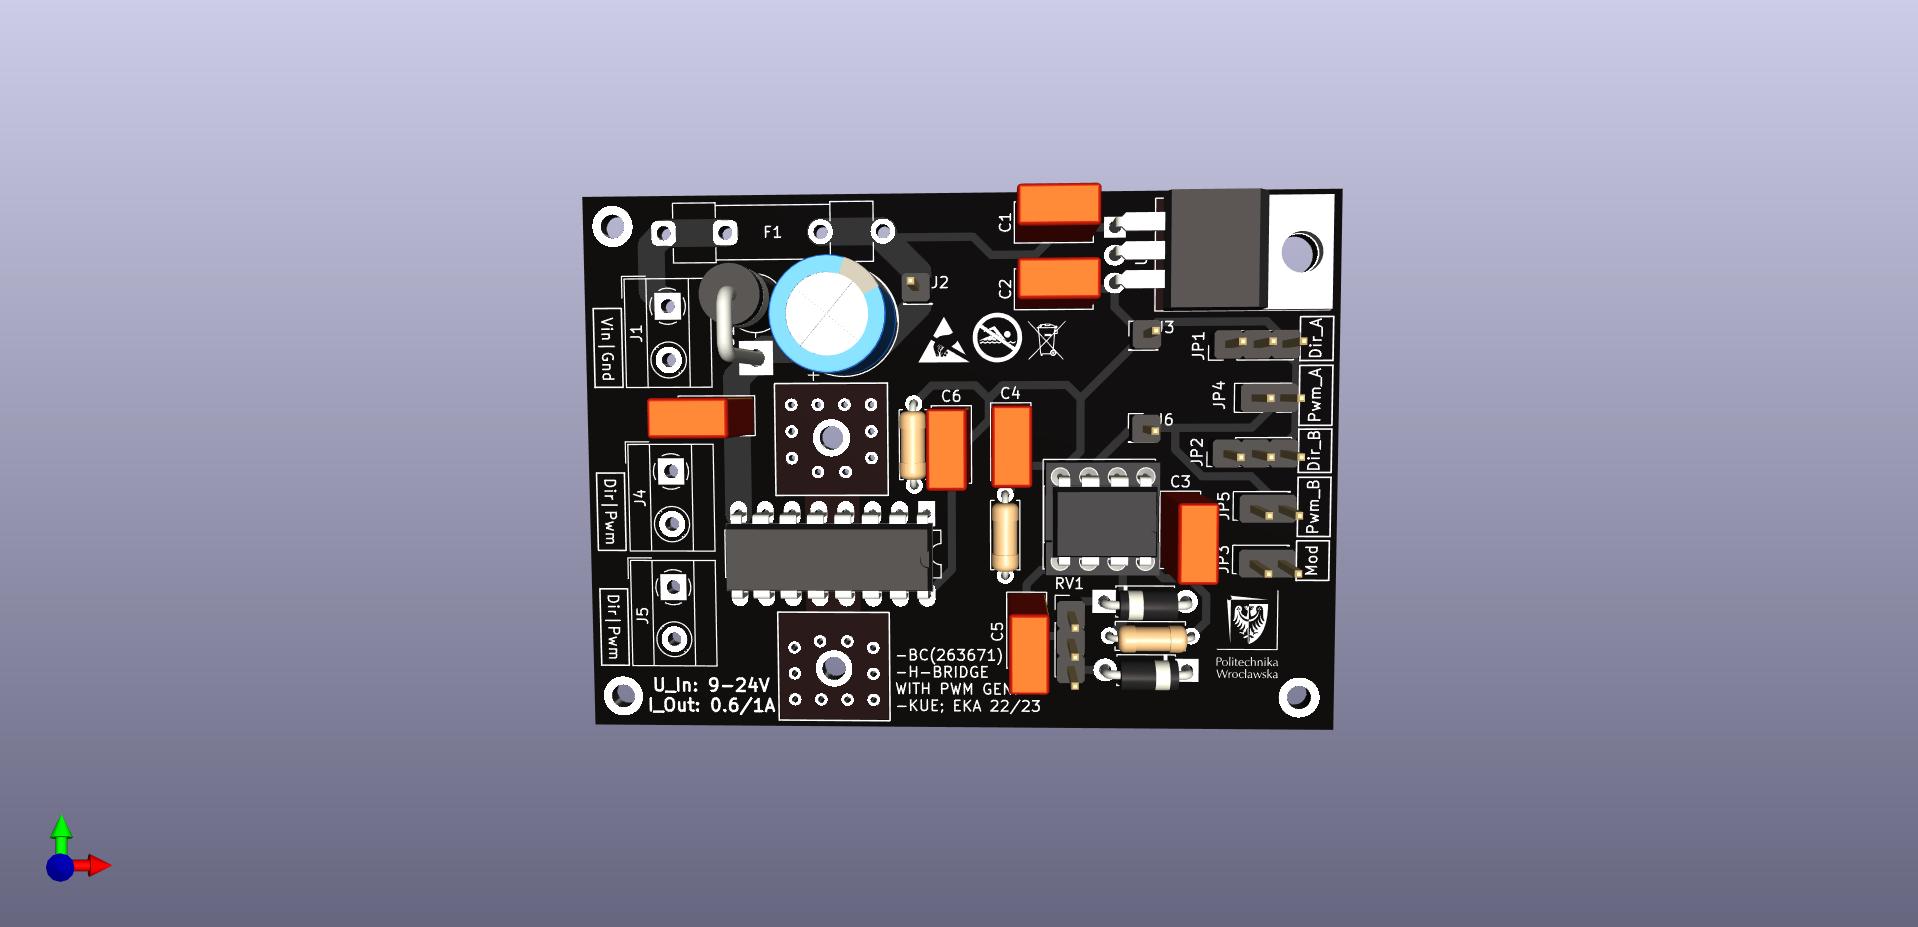 F1
C1
C2
J2
J3
J1
Vin|Gnd
JP1
Dir_A
+
C6
C4
JP4
Pwm_A
J6
JP2
Dir_B
J4
Dir|Pwm
C3
JP5
Pwm_B
JP3
Mod
RV1
J5
Dir|Pwm
C5
-BC(263671)
-H-BRIDGE
WITH PWM GEN
-KUE; EKA 22/23
U_In: 9-24V
I_Out: 0.6/1A
Politechnika
Wrocławska